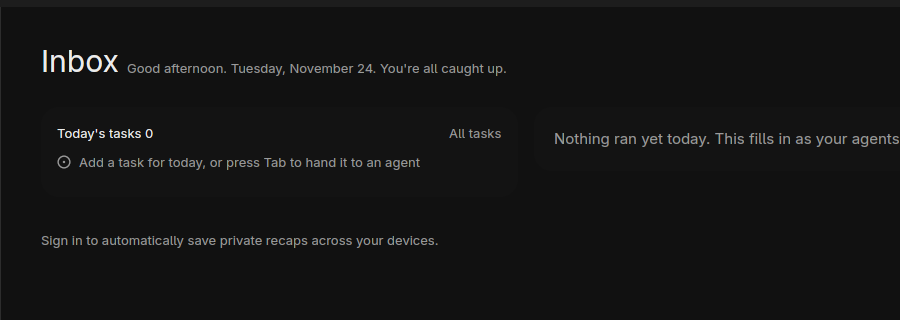 Inbox Good afternoon. Tuesday, November 24. You're all caught up.
Today's tasks 0 All tasks
Add a task for today, or press Tab to hand it to an agent
Nothing ran yet today. This fills in as your agents
Sign in to automatically save private recaps across your devices.